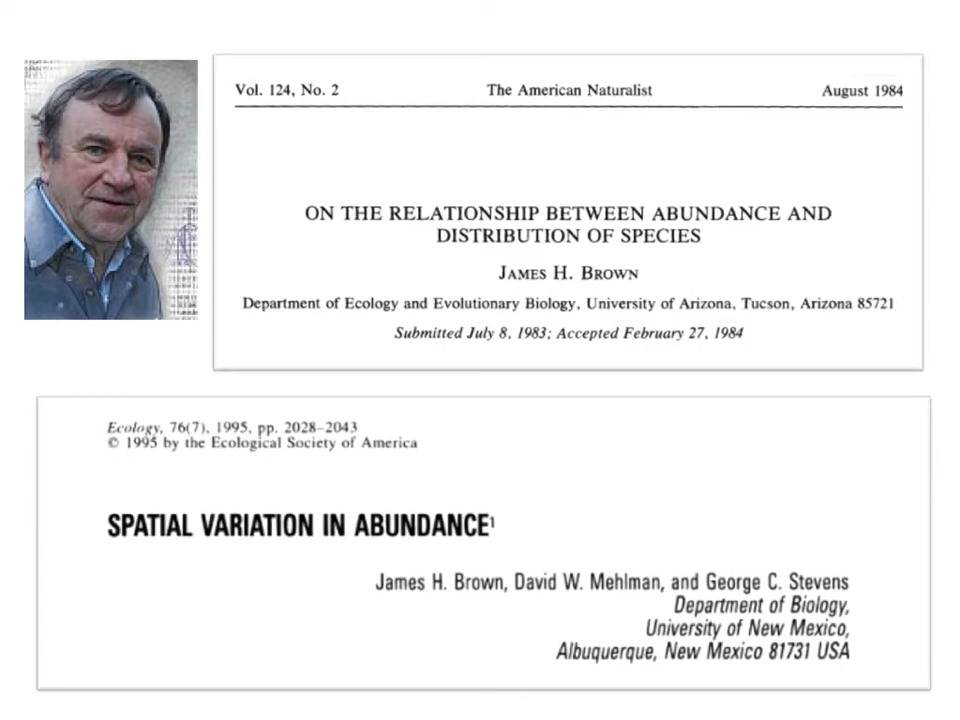 Vol. 124, No. 2 The American Naturalist August 1984
ON THE RELATIONSHIP BETWEEN ABUNDANCE AND
DISTRIBUTION OF SPECIES
JAMES H. BROWN
Department of Ecology and Evolutionary Biology, University of Arizona, Tucson, Arizona 85721
Submitted July 8, 1983; Accepted February 27, 1984
Ecology, 76(7), 1995, pp. 2028–2043
© 1995 by the Ecological Society of America
SPATIAL VARIATION IN ABUNDANCE¹
James H. Brown, David W. Mehlman, and George C. Stevens
Department of Biology,
University of New Mexico,
Albuquerque, New Mexico 81731 USA